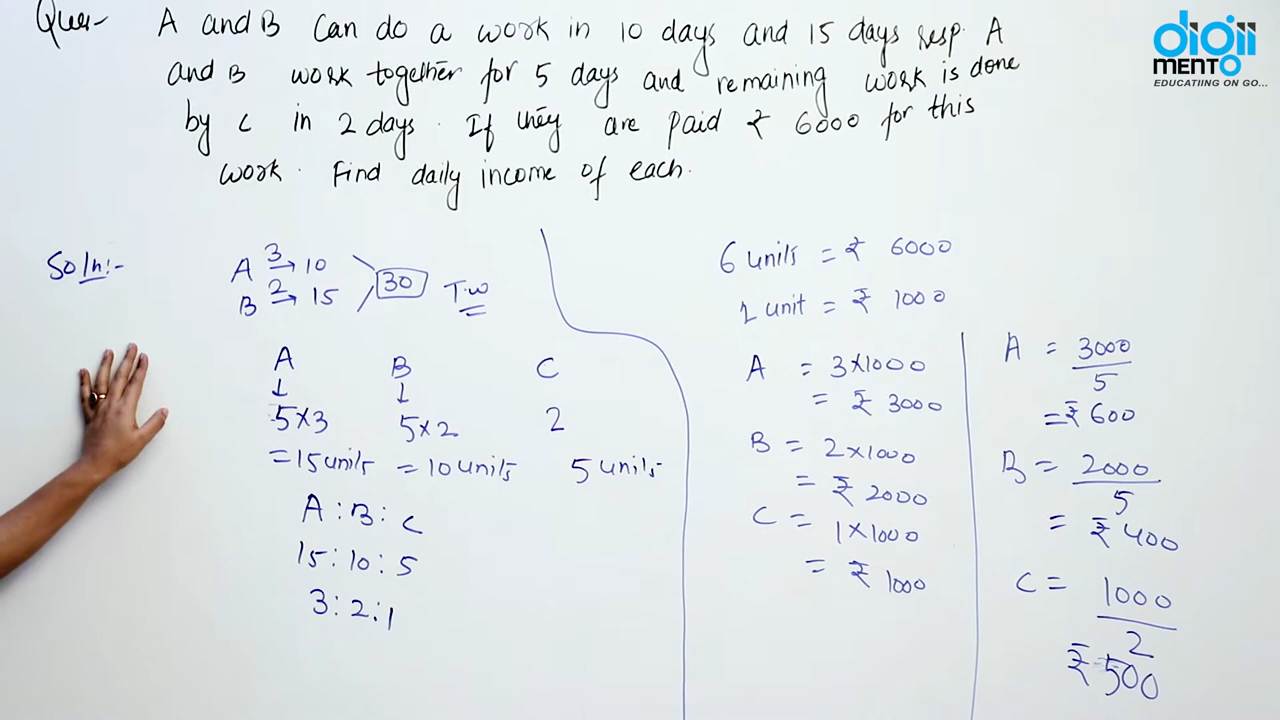 Ques- A and B Can do a work in 10 days and 15 days resp. A
and B work together for 5 days and remaining work is done
by C in 2 days. If they are paid ₹ 6000 for this
work. Find daily income of each.
digii
MENTO
EDUCATIING ON GO...
Soln:-
A 3→ 10
B 2→ 15
30 T.W
A B C
↓ ↓
5×3 5×2 2
=15 units =10 units 5 units
A : B : C
15 : 10 : 5
3 : 2 : 1
6 units = ₹ 6000
1 unit = ₹ 1000
A = 3×1000
= ₹ 3000
B = 2×1000
= ₹ 2000
C = 1×1000
= ₹ 1000
A = 3000
5
=₹ 600
B = 2000
5
= ₹ 400
C = 1000
2
₹ 500